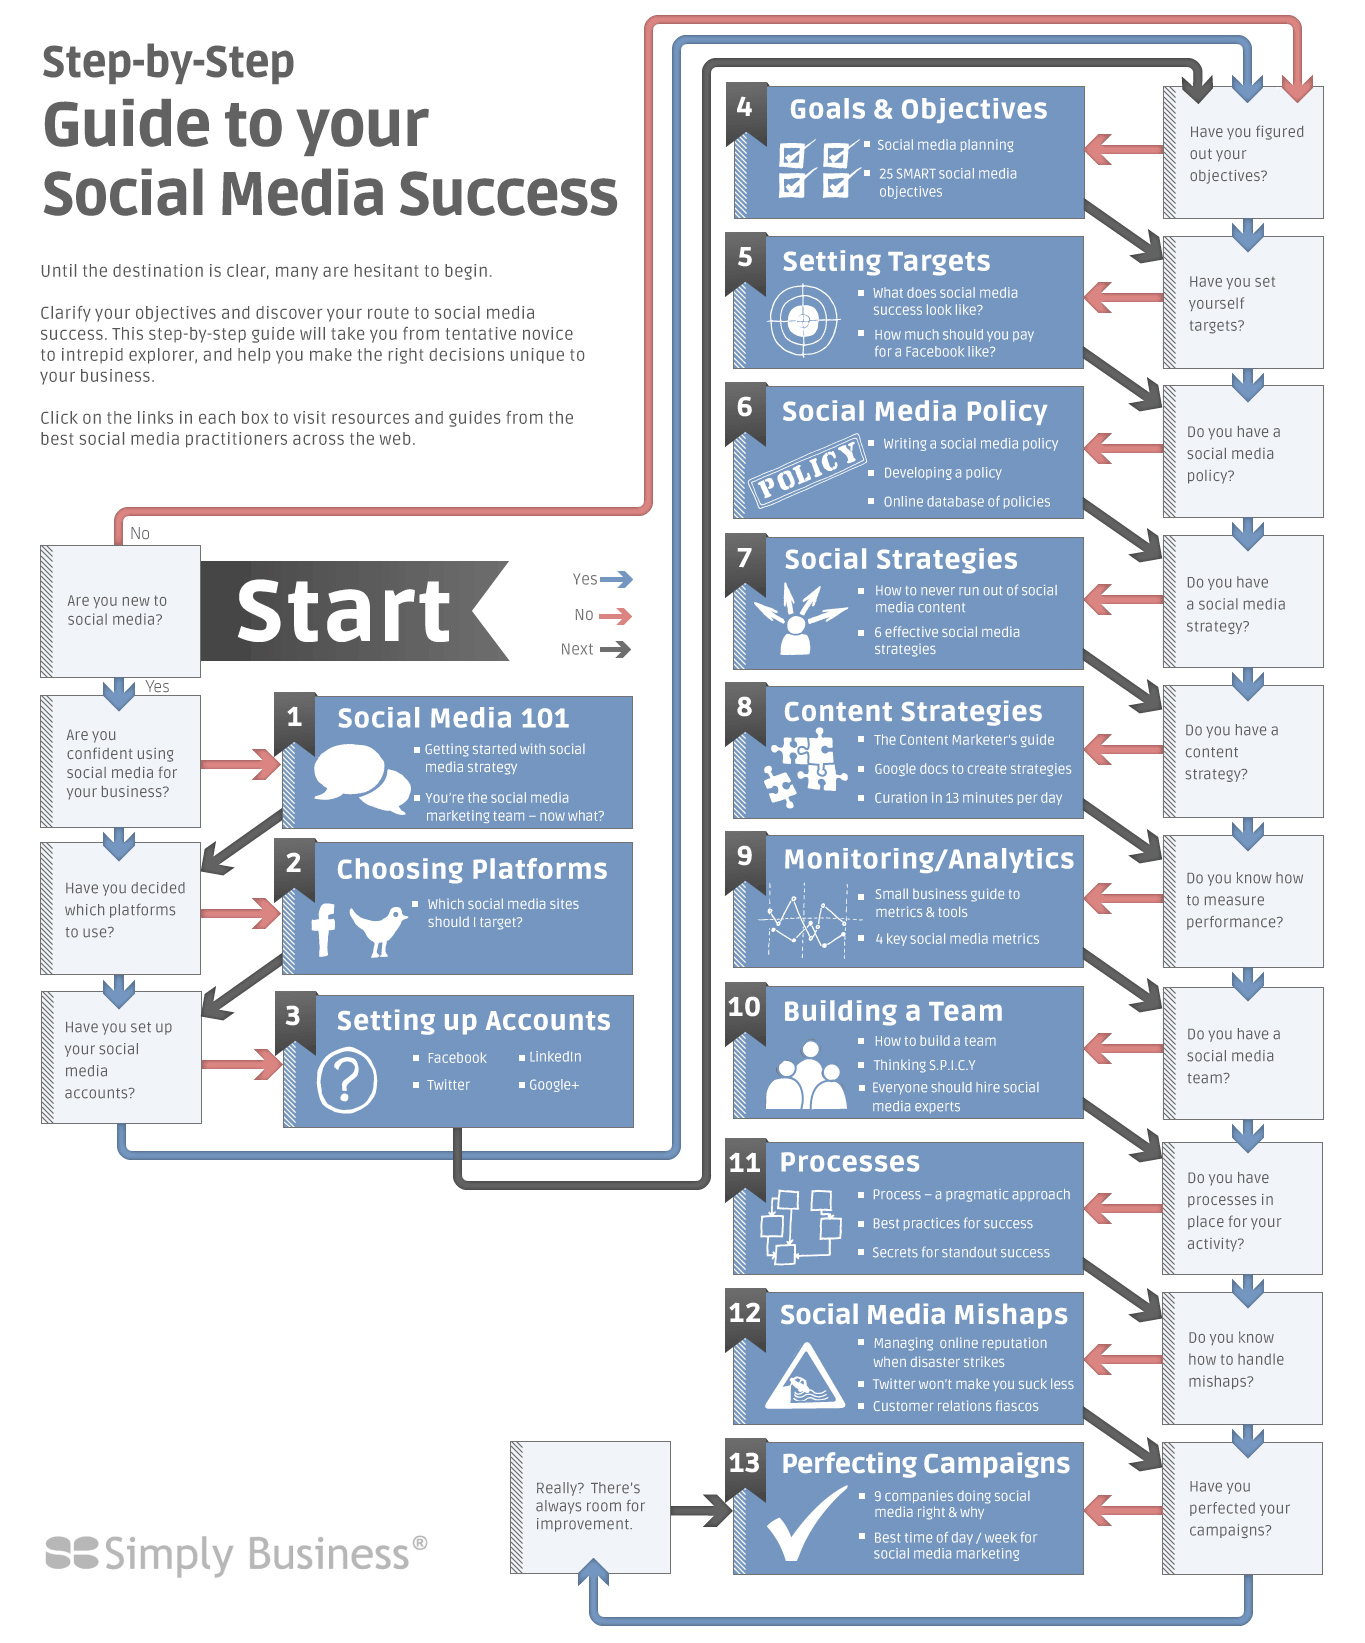 Step-by-Step
Guide to your
Social Media Success
Until the destination is clear, many are hesitant to begin.
Clarify your objectives and discover your route to social media
success. This step-by-step guide will take you from tentative novice
to intrepid explorer, and help you make the right decisions unique to
your business.
Click on the links in each box to visit resources and guides from the
best social media practitioners across the web.
No
Are you new to
social media?
Start
Yes
No
Next
Yes
Are you
confident using
social media for
your business?
1
Social Media 101
Getting started with social
media strategy
You're the social media
marketing team – now what?
Have you decided
which platforms
to use?
2
Choosing Platforms
Which social media sites
should I target?
Have you set up
your social
media
accounts?
3
Setting up Accounts
Facebook
LinkedIn
Twitter
Google+
4
Goals & Objectives
Social media planning
25 SMART social media
objectives
Have you figured
out your
objectives?
5
Setting Targets
What does social media
success look like?
How much should you pay
for a Facebook like?
Have you set
yourself
targets?
6
Social Media Policy
POLICY
Writing a social media policy
Developing a policy
Online database of policies
Do you have a
social media
policy?
7
Social Strategies
How to never run out of social
media content
6 effective social media
strategies
Do you have
a social media
strategy?
8
Content Strategies
The Content Marketer's guide
Google docs to create strategies
Curation in 13 minutes per day
Do you have a
content
strategy?
9
Monitoring/Analytics
Small business guide to
metrics & tools
4 key social media metrics
Do you know how
to measure
performance?
10
Building a Team
How to build a team
Thinking S.P.I.C.Y
Everyone should hire social
media experts
Do you have a
social media
team?
11
Processes
Process – a pragmatic approach
Best practices for success
Secrets for standout success
Do you have
processes in
place for your
activity?
12
Social Media Mishaps
Managing online reputation
when disaster strikes
Twitter won't make you suck less
Customer relations fiascos
Do you know
how to handle
mishaps?
13
Perfecting Campaigns
9 companies doing social
media right & why
Best time of day / week for
social media marketing
Have you
perfected your
campaigns?
Really? There's
always room for
improvement.
Simply Business®